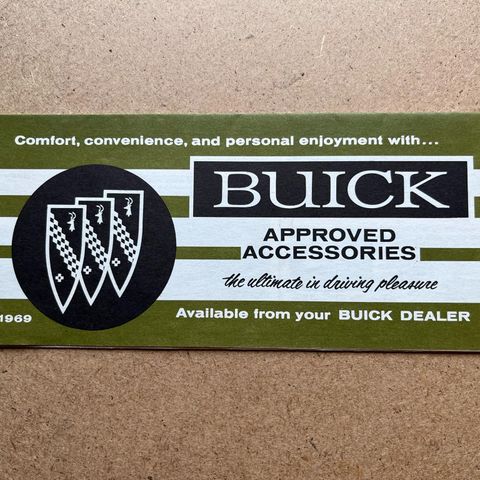 Comfort, convenience, and personal enjoyment with...
BUICK
APPROVED
ACCESSORIES
the ultimate in driving pleasure
1969
Available from your BUICK DEALER